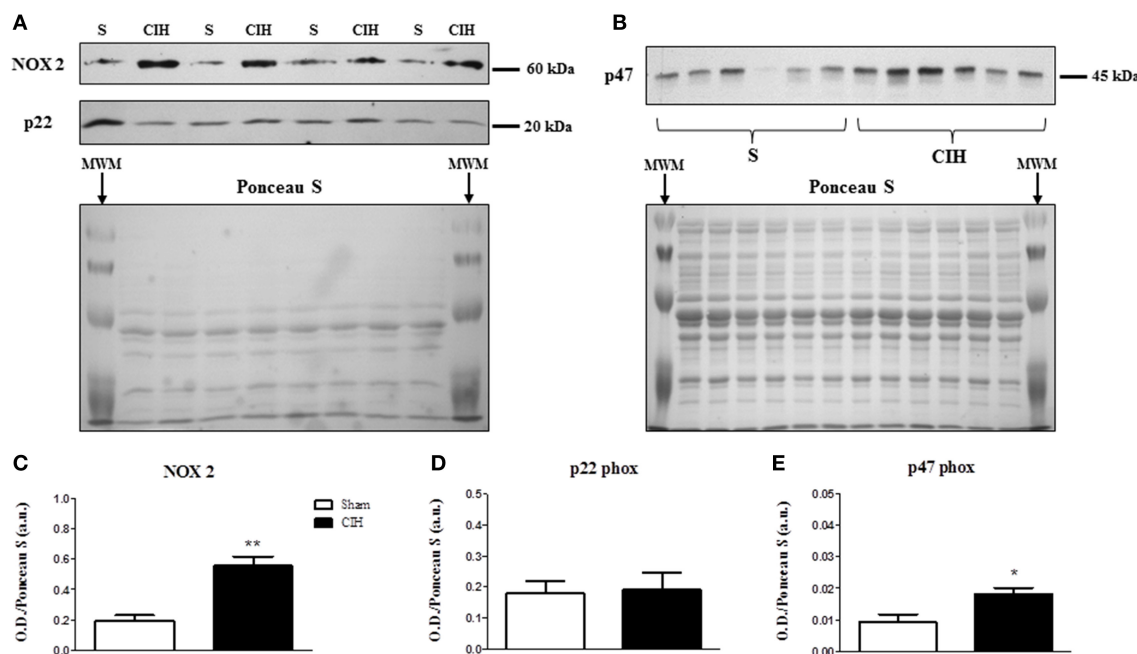 A
S CIH S CIH S CIH S CIH
NOX 2
60 kDa
p22
20 kDa
MWM
Ponceau S
MWM
B
p47
45 kDa
S
CIH
MWM
Ponceau S
MWM
C
NOX 2
O.D./Ponceau S (a.u.)
1.0
0.8
0.6
0.4
0.2
0.0
**
Sham
CIH
D
p22 phox
O.D./Ponceau S (a.u.)
0.5
0.4
0.3
0.2
0.1
0.0
E
p47 phox
O.D./Ponceau S (a.u.)
0.05
0.04
0.03
0.02
0.01
0.00
*